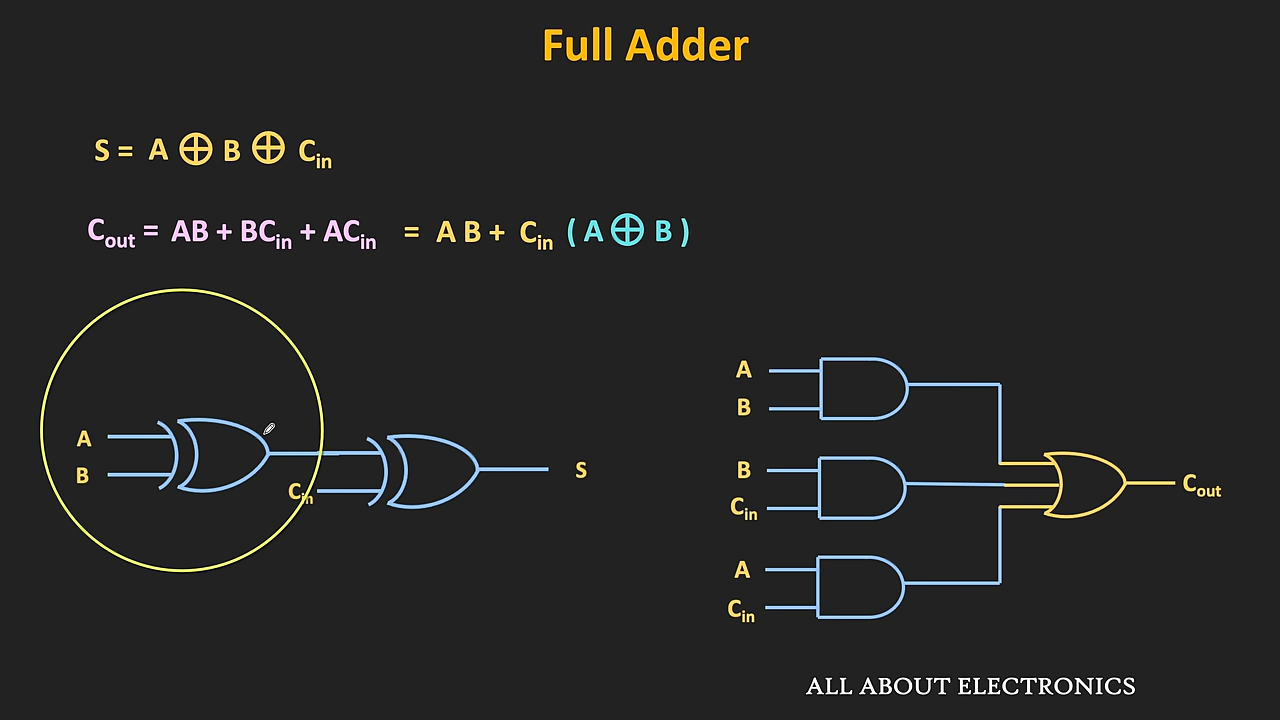 Full Adder
S = A ⊕ B ⊕ Cin
Cout = AB + BCin + ACin = A B + Cin ( A ⊕ B )
A
B
Cin
S
A
B
B
Cin
A
Cin
Cout
ALL ABOUT ELECTRONICS